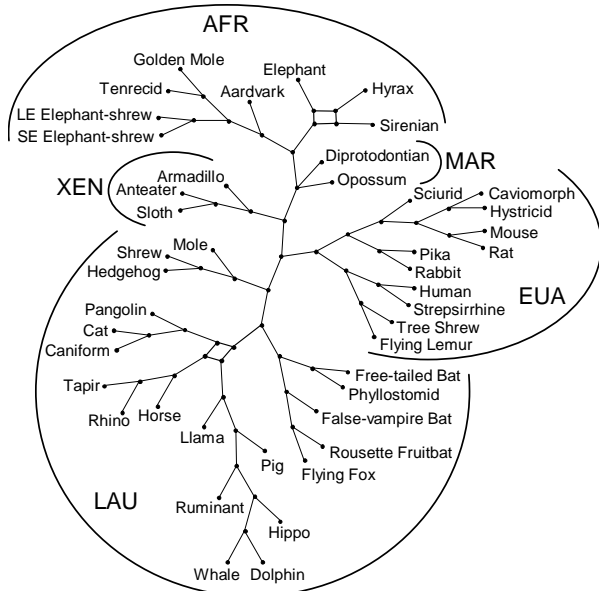 AFR
Golden Mole
Elephant
Tenrecid
Aardvark
Hyrax
LE Elephant-shrew
SE Elephant-shrew
Sirenian
Diprotodontian
MAR
Opossum
XEN
Armadillo
Anteater
Sloth
Sciurid
Caviomorph
Hystricid
Mouse
Rat
Pika
Rabbit
Human
Strepsirrhine
Tree Shrew
Flying Lemur
EUA
Mole
Shrew
Hedgehog
Pangolin
Cat
Caniform
Tapir
Rhino
Horse
Llama
Pig
Ruminant
Hippo
Whale
Dolphin
Free-tailed Bat
Phyllostomid
False-vampire Bat
Rousette Fruitbat
Flying Fox
LAU